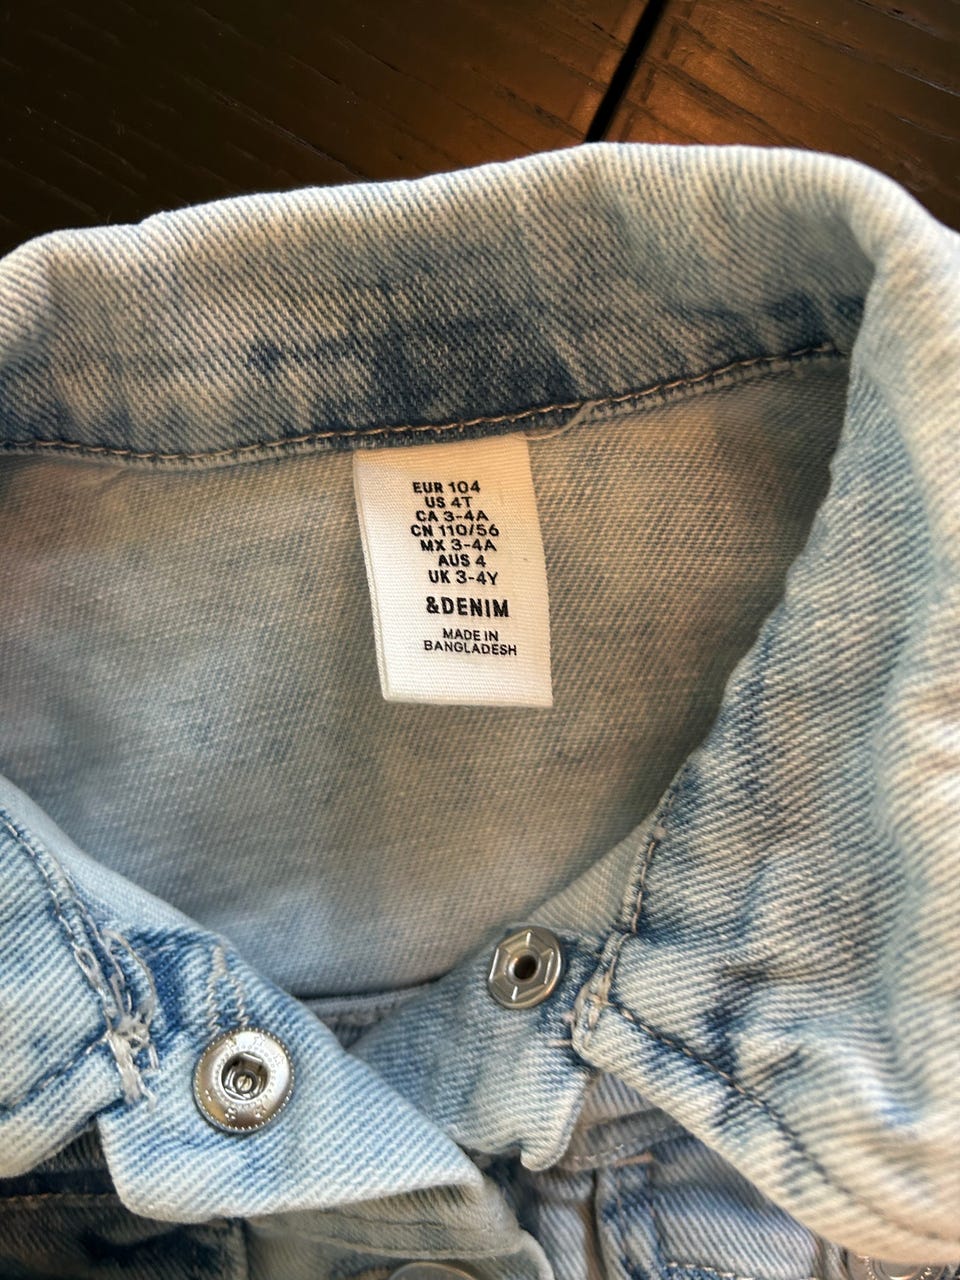 EUR 104
US 4T
CA 3-4A
CN 110/56
MX 3-4A
AUS 4
UK 3-4Y
&DENIM
MADE IN
BANGLADESH